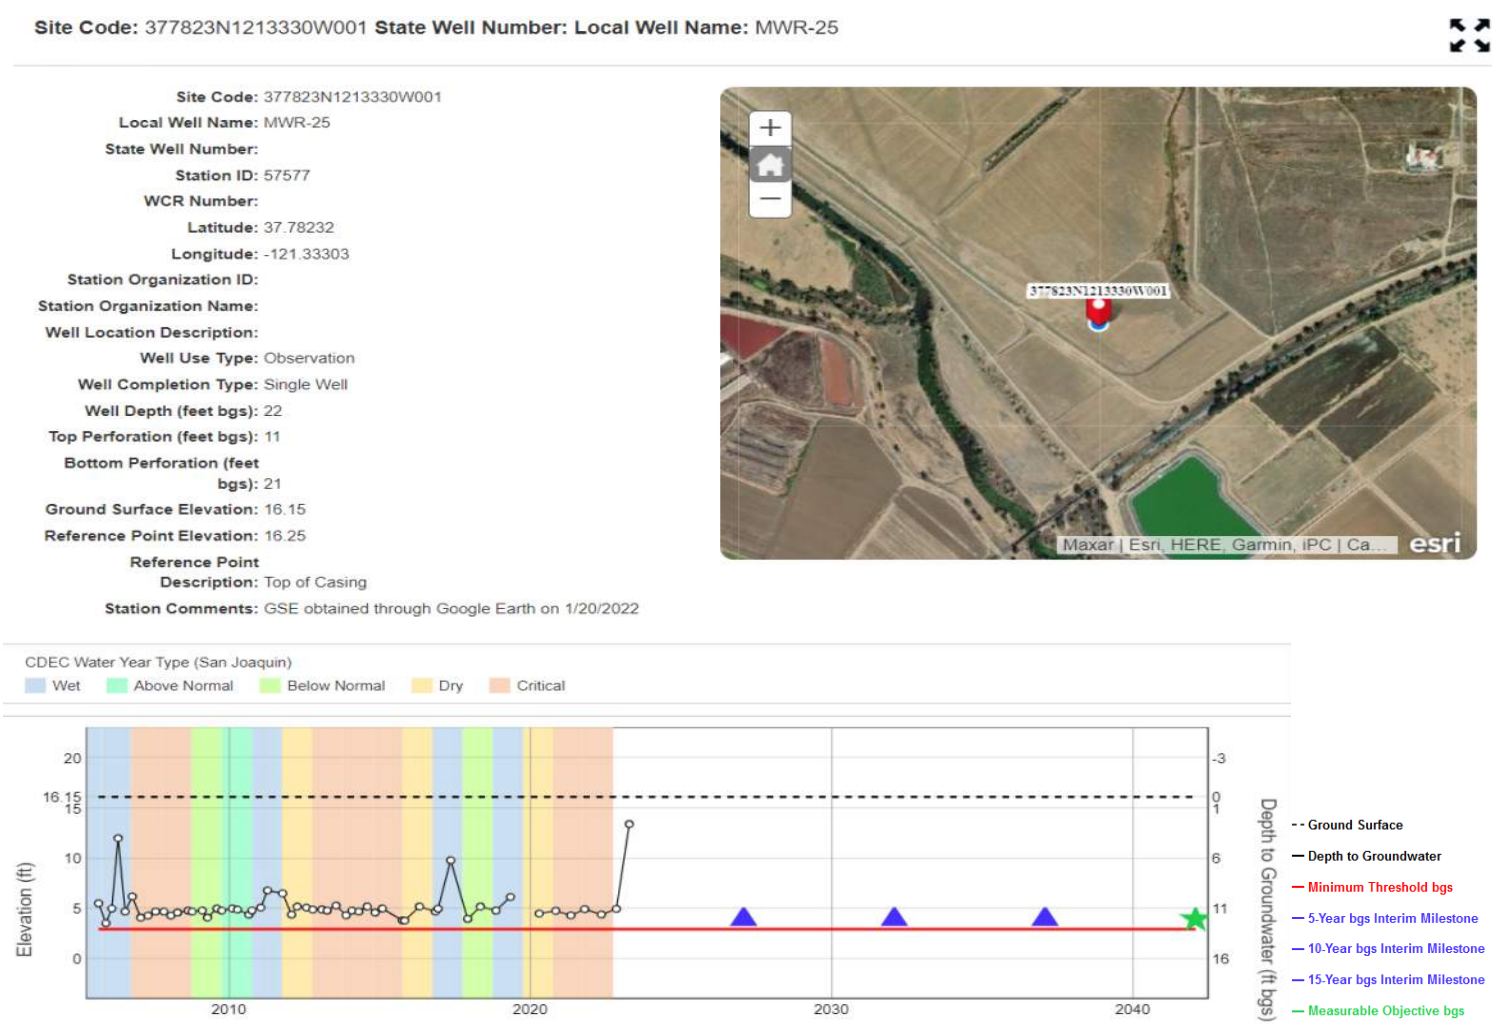 Site Code: 377823N1213330W001 State Well Number: Local Well Name: MWR-25
Site Code: 377823N1213330W001
Local Well Name: MWR-25
State Well Number:
Station ID: 57577
WCR Number:
Latitude: 37.78232
Longitude: -121.33303
Station Organization ID:
Station Organization Name:
Well Location Description:
Well Use Type: Observation
Well Completion Type: Single Well
Well Depth (feet bgs): 22
Top Perforation (feet bgs): 11
Bottom Perforation (feet
bgs): 21
Ground Surface Elevation: 16.15
Reference Point Elevation: 16.25
Reference Point
Description: Top of Casing
Station Comments: GSE obtained through Google Earth on 1/20/2022
+
−
377823N1213330W001
Maxar | Esri, HERE, Garmin, iPC | Ca...
esri
CDEC Water Year Type (San Joaquin)
Wet Above Normal Below Normal Dry Critical
Elevation (ft)
20
16.15
15
10
5
0
2010 2020 2030 2040
-3
0
1
6
11
16
Depth to Groundwater (ft bgs)
Ground Surface
Depth to Groundwater
Minimum Threshold bgs
5-Year bgs Interim Milestone
10-Year bgs Interim Milestone
15-Year bgs Interim Milestone
Measurable Objective bgs